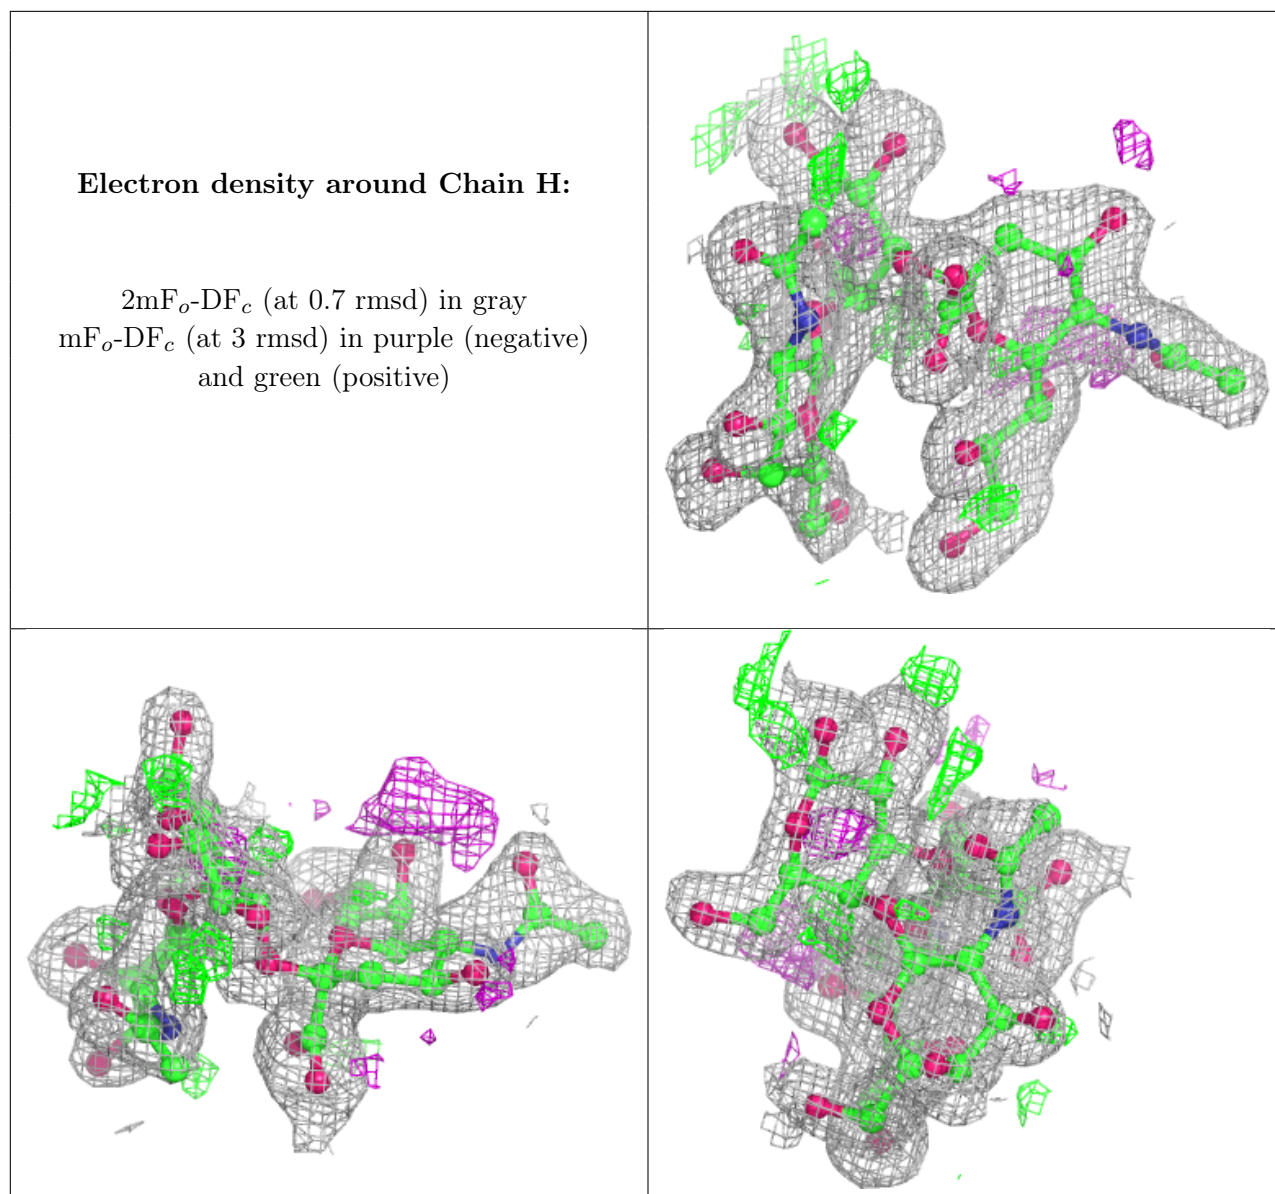 Electron density around Chain H:
2mFo-DFc (at 0.7 rmsd) in gray
mFo-DFc (at 3 rmsd) in purple (negative)
and green (positive)